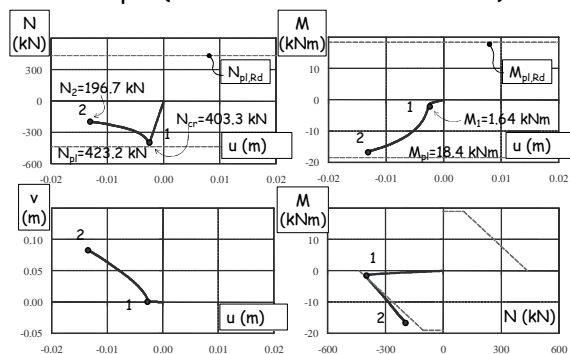 N
(kN)
300
0
-300
-600
N₂=196.7 kN
2
N_cr=403.3 kN
1
N_pl,Rd
N_pl=423.2 kN
u (m)
-0.02
-0.01
0.00
0.01
0.02
M
(kNm)
10
0
-10
-20
M_pl,Rd
1
M₁=1.64 kNm
2
M_pl=18.4 kNm
u (m)
-0.02
-0.01
0.00
0.01
0.02
v
(m)
0.10
0.05
0.00
-0.05
2
1
u (m)
-0.02
-0.01
0.00
0.01
0.02
M
(kNm)
10
0
-10
-20
1
2
N (kN)
-600
-300
0
300
600